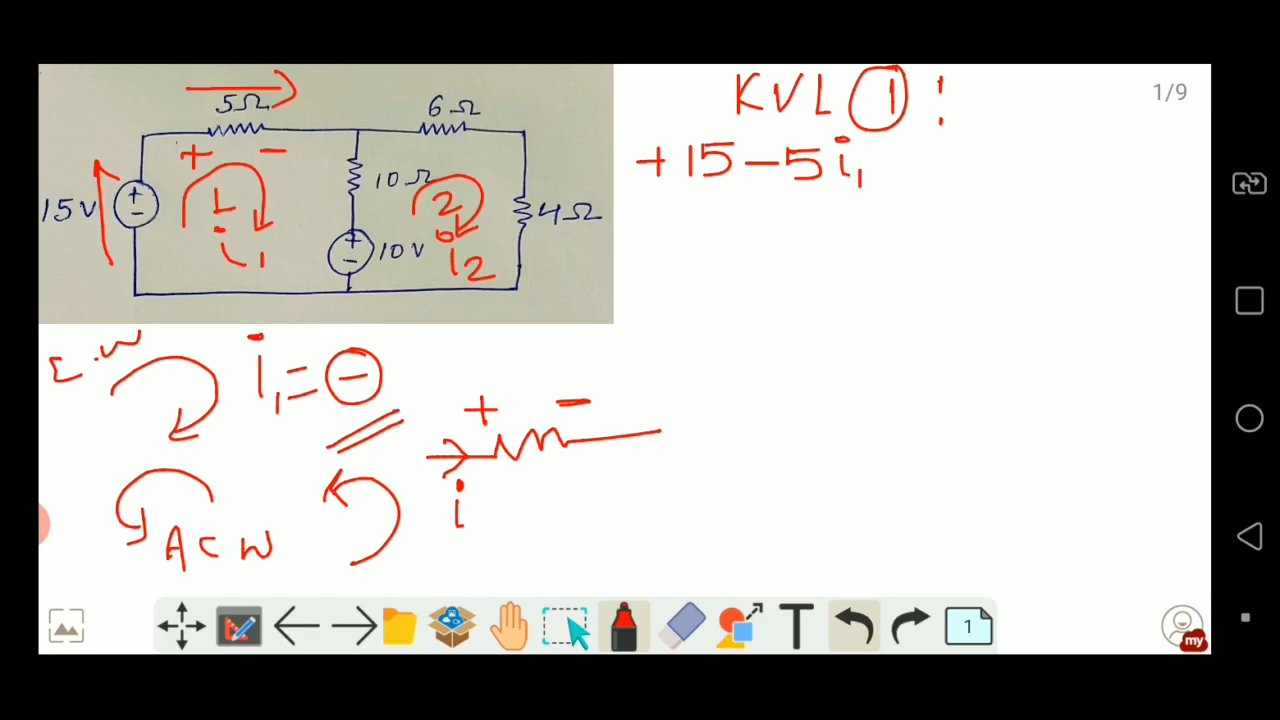 KVL 1 :
1/9
+15-5i₁
5Ω
6Ω
+ -
10Ω
15V
+
-
1
2
4Ω
i₁
+
-
10V
i2
C.W
i₁=-
+ -
i
ACW
T
1
my